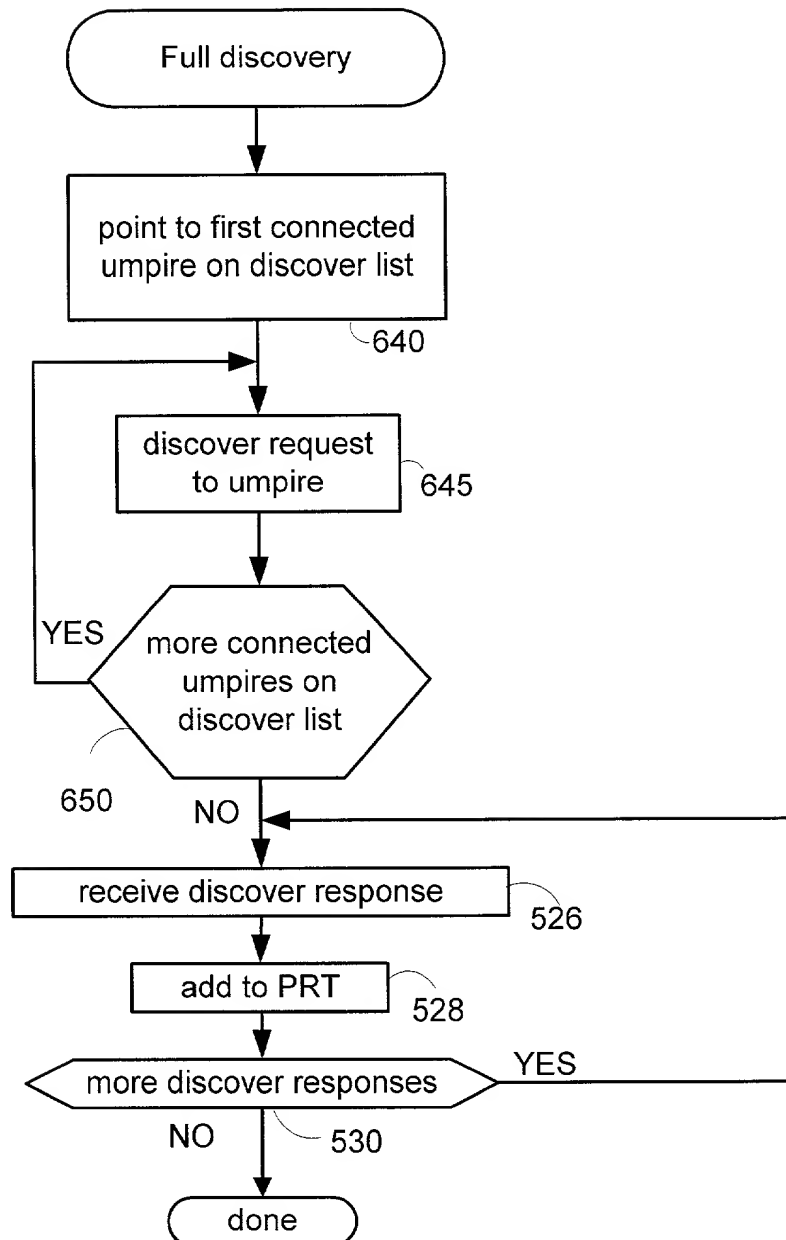 Full discovery
point to first connected
umpire on discover list
640
discover request
to umpire
645
YES
more connected
umpires on
discover list
650
NO
receive discover response
526
add to PRT
528
more discover responses
YES
530
NO
done